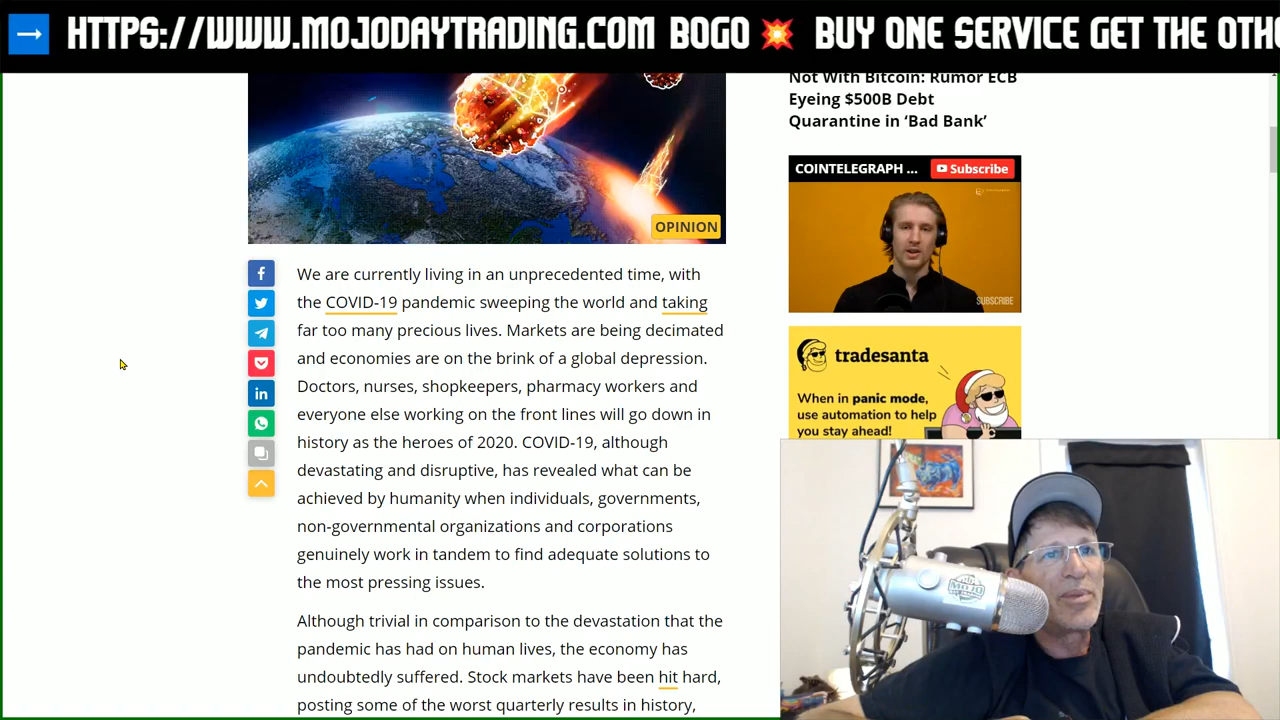 HTTPS://WWW.MOJODAYTRADING.COM BOGO 💥 BUY ONE SERVICE GET THE
Not With Bitcoin: Rumor ECB
Eyeing $500B Debt
Quarantine in ‘Bad Bank’
OPINION
We are currently living in an unprecedented time, with
the COVID-19 pandemic sweeping the world and taking
far too many precious lives. Markets are being decimated
and economies are on the brink of a global depression.
Doctors, nurses, shopkeepers, pharmacy workers and
everyone else working on the front lines will go down in
history as the heroes of 2020. COVID-19, although
devastating and disruptive, has revealed what can be
achieved by humanity when individuals, governments,
non-governmental organizations and corporations
genuinely work in tandem to find adequate solutions to
the most pressing issues.
Although trivial in comparison to the devastation that the
pandemic has had on human lives, the economy has
undoubtedly suffered. Stock markets have been hit hard,
posting some of the worst quarterly results in history,
COINTELEGRAPH ...
Subscribe
SUBSCRIBE
tradesanta
When in panic mode,
use automation to help
you stay ahead!
MOJO